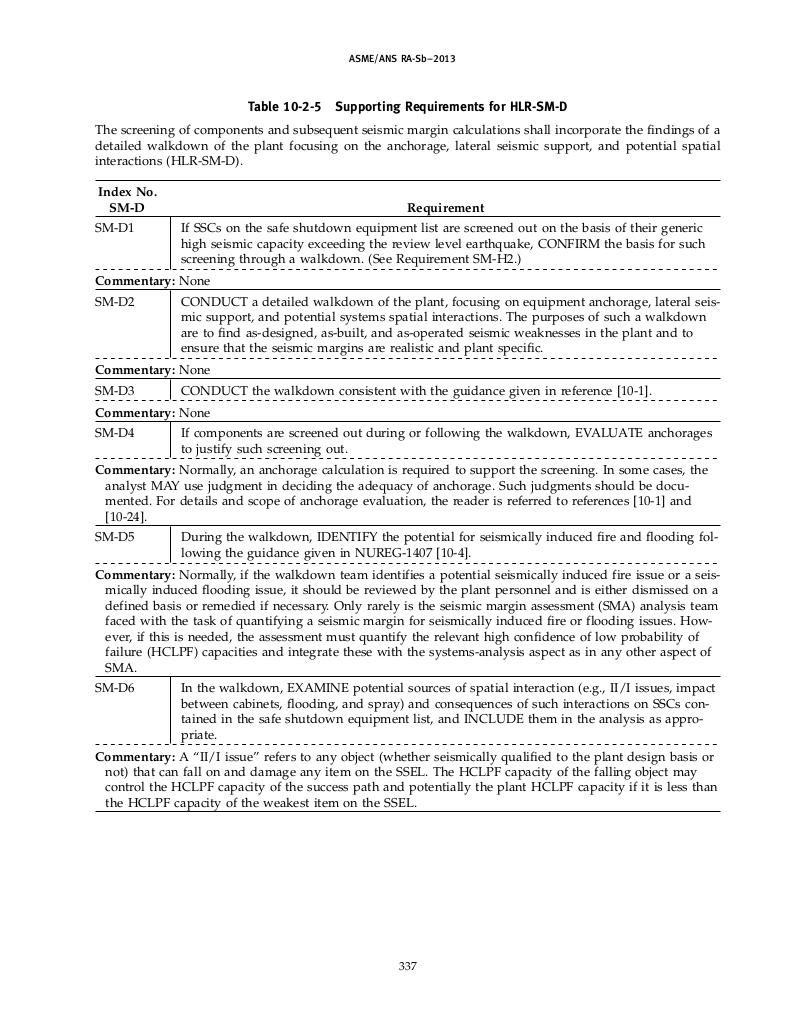 ASME/ANS RA-Sb–2013
Table 10-2-5 Supporting Requirements for HLR-SM-D
The screening of components and subsequent seismic margin calculations shall incorporate the findings of a
detailed walkdown of the plant focusing on the anchorage, lateral seismic support, and potential spatial
interactions (HLR-SM-D).
Index No.
SM-D Requirement
SM-D1 If SSCs on the safe shutdown equipment list are screened out on the basis of their generic
high seismic capacity exceeding the review level earthquake, CONFIRM the basis for such
screening through a walkdown. (See Requirement SM-H2.)
Commentary: None
SM-D2 CONDUCT a detailed walkdown of the plant, focusing on equipment anchorage, lateral seis-
mic support, and potential systems spatial interactions. The purposes of such a walkdown
are to find as-designed, as-built, and as-operated seismic weaknesses in the plant and to
ensure that the seismic margins are realistic and plant specific.
Commentary: None
SM-D3 CONDUCT the walkdown consistent with the guidance given in reference [10-1].
Commentary: None
SM-D4 If components are screened out during or following the walkdown, EVALUATE anchorages
to justify such screening out.
Commentary: Normally, an anchorage calculation is required to support the screening. In some cases, the
analyst MAY use judgment in deciding the adequacy of anchorage. Such judgments should be docu-
mented. For details and scope of anchorage evaluation, the reader is referred to references [10-1] and
[10-24].
SM-D5 During the walkdown, IDENTIFY the potential for seismically induced fire and flooding fol-
lowing the guidance given in NUREG-1407 [10-4].
Commentary: Normally, if the walkdown team identifies a potential seismically induced fire issue or a seis-
mically induced flooding issue, it should be reviewed by the plant personnel and is either dismissed on a
defined basis or remedied if necessary. Only rarely is the seismic margin assessment (SMA) analysis team
faced with the task of quantifying a seismic margin for seismically induced fire or flooding issues. How-
ever, if this is needed, the assessment must quantify the relevant high confidence of low probability of
failure (HCLPF) capacities and integrate these with the systems-analysis aspect as in any other aspect of
SMA.
SM-D6 In the walkdown, EXAMINE potential sources of spatial interaction (e.g., II/I issues, impact
between cabinets, flooding, and spray) and consequences of such interactions on SSCs con-
tained in the safe shutdown equipment list, and INCLUDE them in the analysis as appro-
priate.
Commentary: A “II/I issue” refers to any object (whether seismically qualified to the plant design basis or
not) that can fall on and damage any item on the SSEL. The HCLPF capacity of the falling object may
control the HCLPF capacity of the success path and potentially the plant HCLPF capacity if it is less than
the HCLPF capacity of the weakest item on the SSEL.
337